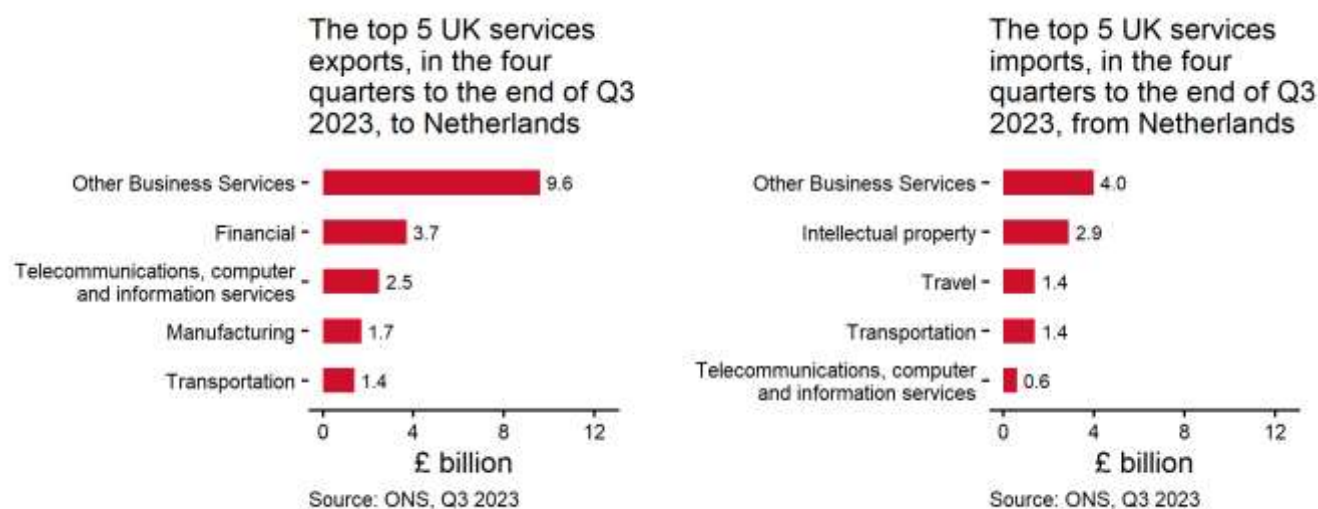 The top 5 UK services
exports, in the four
quarters to the end of Q3
2023, to Netherlands
Other Business Services
9.6
Financial
3.7
Telecommunications, computer
and information services
2.5
Manufacturing
1.7
Transportation
1.4
0 4 8 12
£ billion
Source: ONS, Q3 2023
The top 5 UK services
imports, in the four
quarters to the end of Q3
2023, from Netherlands
Other Business Services
4.0
Intellectual property
2.9
Travel
1.4
Transportation
1.4
Telecommunications, computer
and information services
0.6
0 4 8 12
£ billion
Source: ONS, Q3 2023